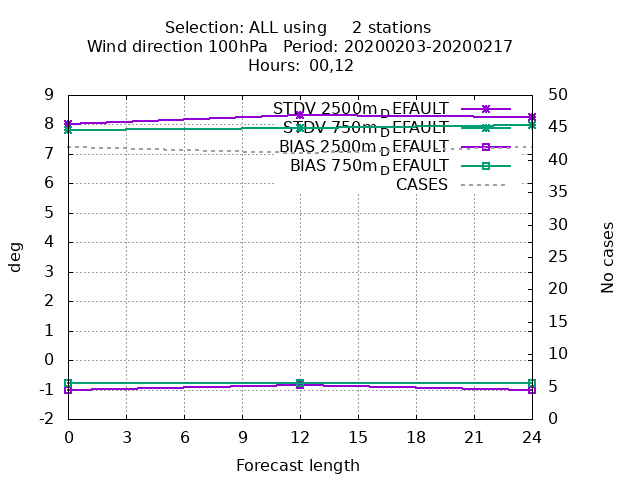 Selection: ALL using 2 stations
Wind direction 100hPa Period: 20200203-20200217
Hours: 00,12
9 50
STDV 2500m_DEFAULT
8 45
STDV 750m_DEFAULT
BIAS 2500m_DEFAULT
7 40
BIAS 750m_DEFAULT
CASES
6 35
5 30
4 25
deg
No cases
3 20
2
1 15
0 10
-1 5
-2 0
0 3 6 9 12 15 18 21 24
Forecast length